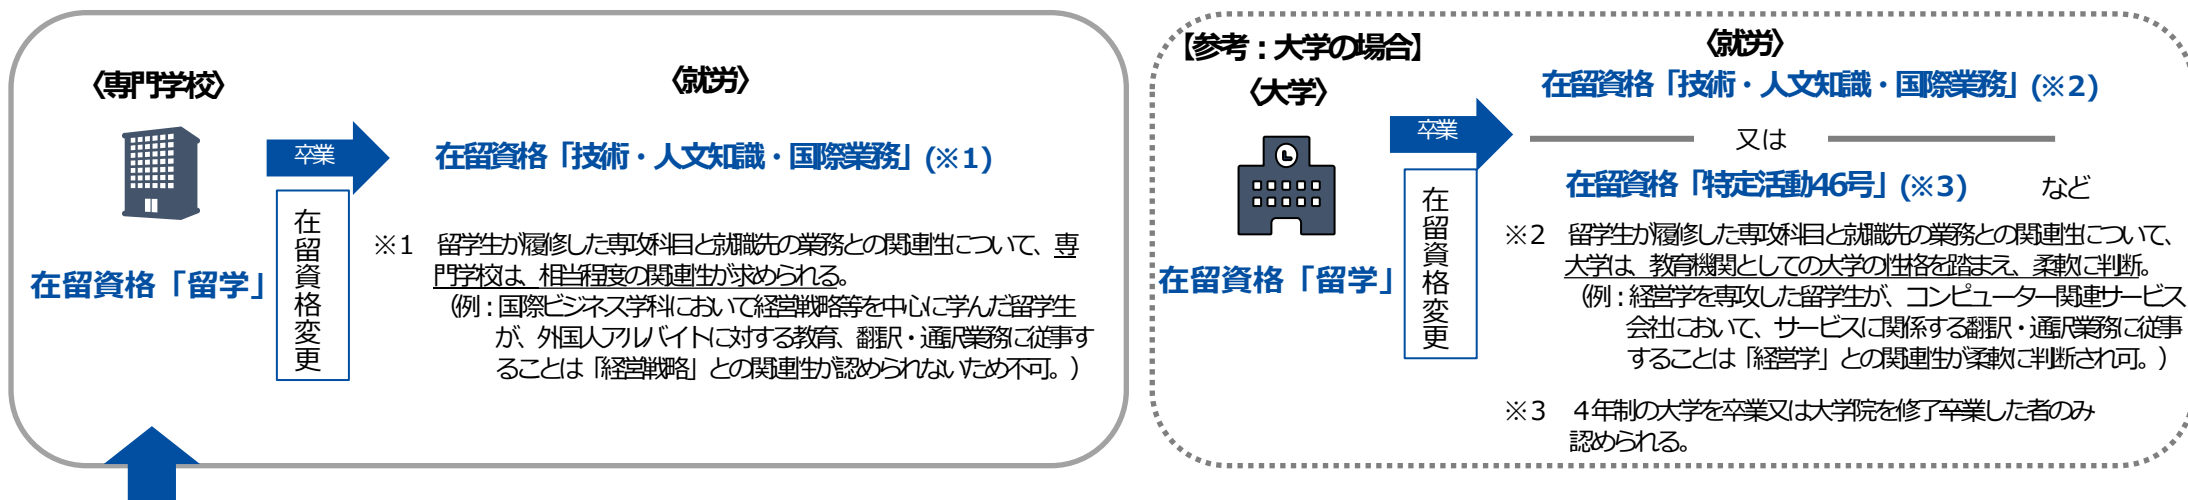 〈専門学校〉
〈就労〉
卒業
在留資格「技術・人文知識・国際業務」(※1)
在留資格変更
在留資格「留学」
※1 留学生が履修した専攻科目と就職先の業務との関連性について、専
門学校は、相当程度の関連性が求められる。
(例：国際ビジネス学科において経営戦略等を中心に学んだ留学生
が、外国人アルバイトに対する教育、翻訳・通訳業務に従事す
ることは「経営戦略」との関連性が認められないため不可。)
【参考：大学の場合】
〈大学〉
〈就労〉
卒業
在留資格「技術・人文知識・国際業務」(※2)
又は
在留資格「特定活動46号」(※3)
など
在留資格変更
在留資格「留学」
※2 留学生が履修した専攻科目と就職先の業務との関連性について、
大学は、教育機関としての大学の性格を踏まえ、柔軟に判断。
(例：経営学を専攻した留学生が、コンピューター関連サービス
会社において、サービスに関係する翻訳・通訳業務に従事
することは「経営学」との関連性が柔軟に判断され可。)
※3 4年制の大学を卒業又は大学院を修了卒業した者のみ
認められる。